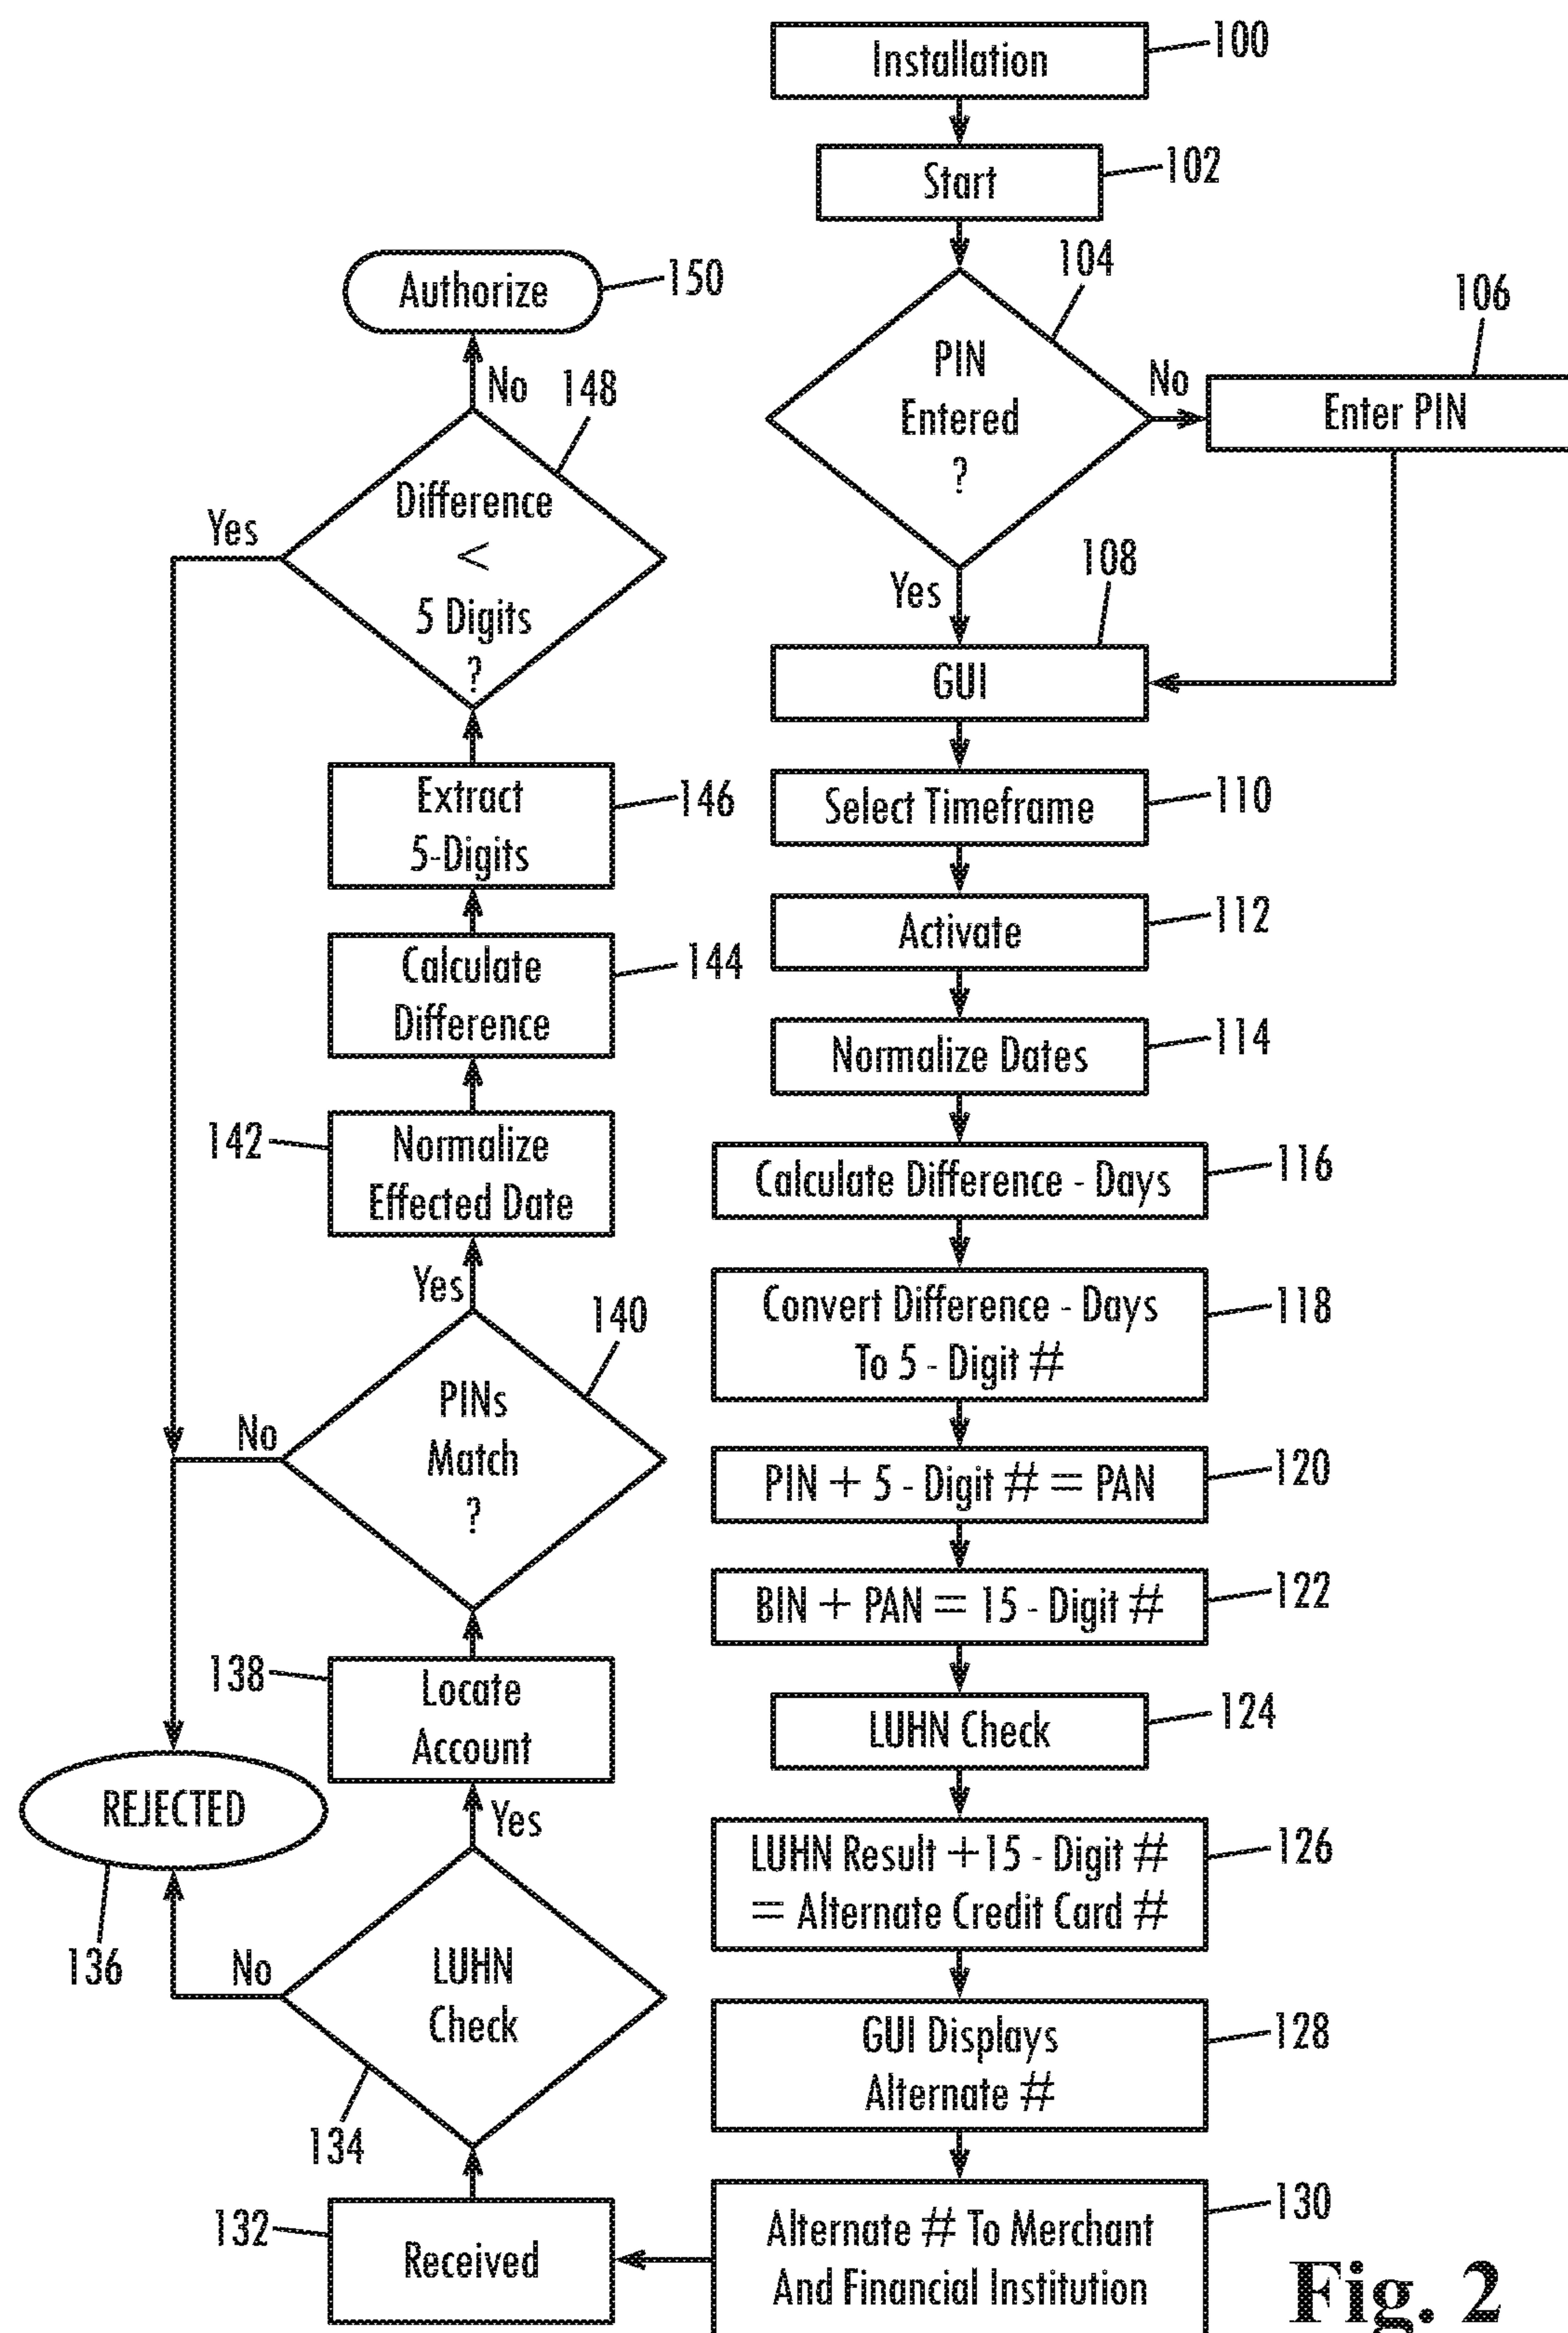 Installation
100
Start
102
104
PIN
Entered
?
No
106
Enter PIN
Yes
108
GUI
Select Timeframe
110
Activate
112
Normalize Dates
114
Calculate Difference - Days
116
Convert Difference - Days
To 5 - Digit #
118
PIN + 5 - Digit # = PAN
120
BIN + PAN = 15 - Digit #
122
LUHN Check
124
LUHN Result +15 - Digit #
= Alternate Credit Card #
126
GUI Displays
Alternate #
128
Alternate # To Merchant
And Financial Institution
130
132
Received
LUHN
Check
134
No
Yes
REJECTED
136
138
Locate
Account
PINs
Match
?
140
No
Yes
142
Normalize
Effected Date
Calculate
Difference
144
Extract
5-Digits
146
Difference
<
5 Digits
?
148
Yes
No
Authorize
150
Fig. 2